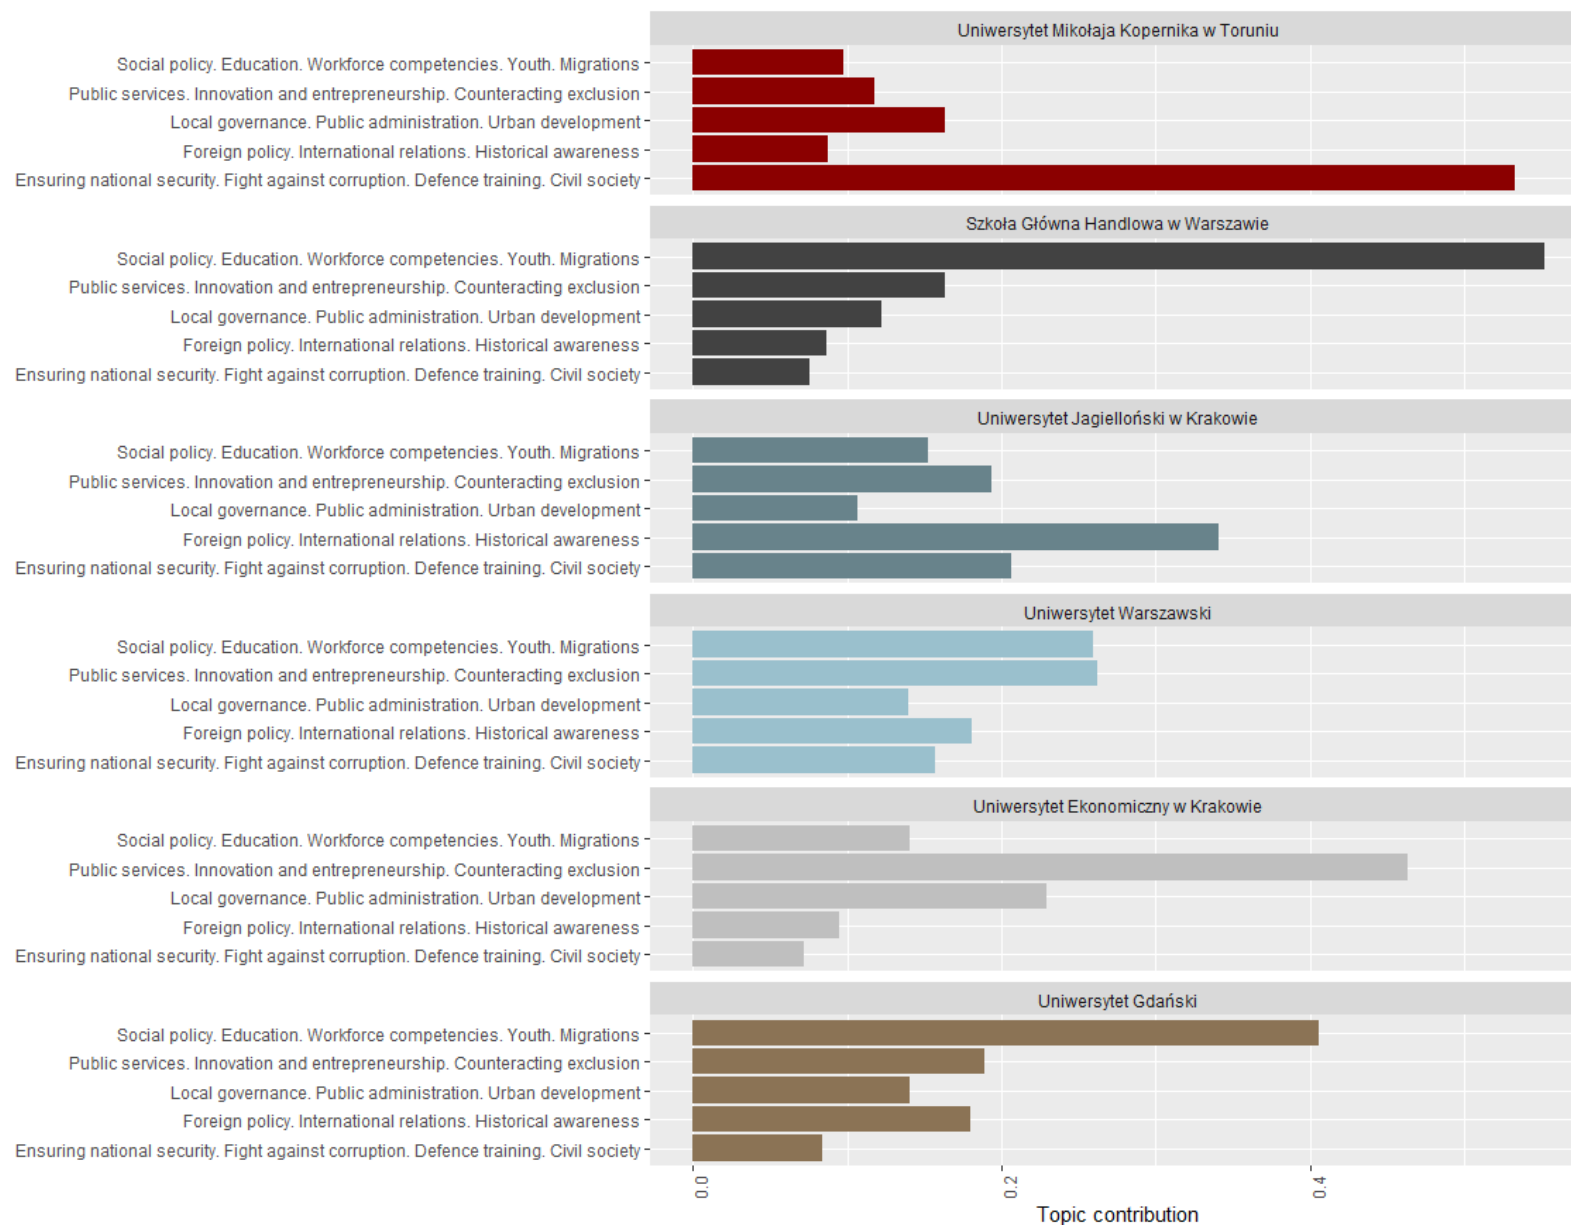 Uniwersytet Mikołaja Kopernika w Toruniu
Social policy. Education. Workforce competencies. Youth. Migrations
Public services. Innovation and entrepreneurship. Counteracting exclusion
Local governance. Public administration. Urban development
Foreign policy. International relations. Historical awareness
Ensuring national security. Fight against corruption. Defence training. Civil society
Szkoła Główna Handlowa w Warszawie
Social policy. Education. Workforce competencies. Youth. Migrations
Public services. Innovation and entrepreneurship. Counteracting exclusion
Local governance. Public administration. Urban development
Foreign policy. International relations. Historical awareness
Ensuring national security. Fight against corruption. Defence training. Civil society
Uniwersytet Jagielloński w Krakowie
Social policy. Education. Workforce competencies. Youth. Migrations
Public services. Innovation and entrepreneurship. Counteracting exclusion
Local governance. Public administration. Urban development
Foreign policy. International relations. Historical awareness
Ensuring national security. Fight against corruption. Defence training. Civil society
Uniwersytet Warszawski
Social policy. Education. Workforce competencies. Youth. Migrations
Public services. Innovation and entrepreneurship. Counteracting exclusion
Local governance. Public administration. Urban development
Foreign policy. International relations. Historical awareness
Ensuring national security. Fight against corruption. Defence training. Civil society
Uniwersytet Ekonomiczny w Krakowie
Social policy. Education. Workforce competencies. Youth. Migrations
Public services. Innovation and entrepreneurship. Counteracting exclusion
Local governance. Public administration. Urban development
Foreign policy. International relations. Historical awareness
Ensuring national security. Fight against corruption. Defence training. Civil society
Uniwersytet Gdański
Social policy. Education. Workforce competencies. Youth. Migrations
Public services. Innovation and entrepreneurship. Counteracting exclusion
Local governance. Public administration. Urban development
Foreign policy. International relations. Historical awareness
Ensuring national security. Fight against corruption. Defence training. Civil society
0.0
0.2
0.4
Topic contribution